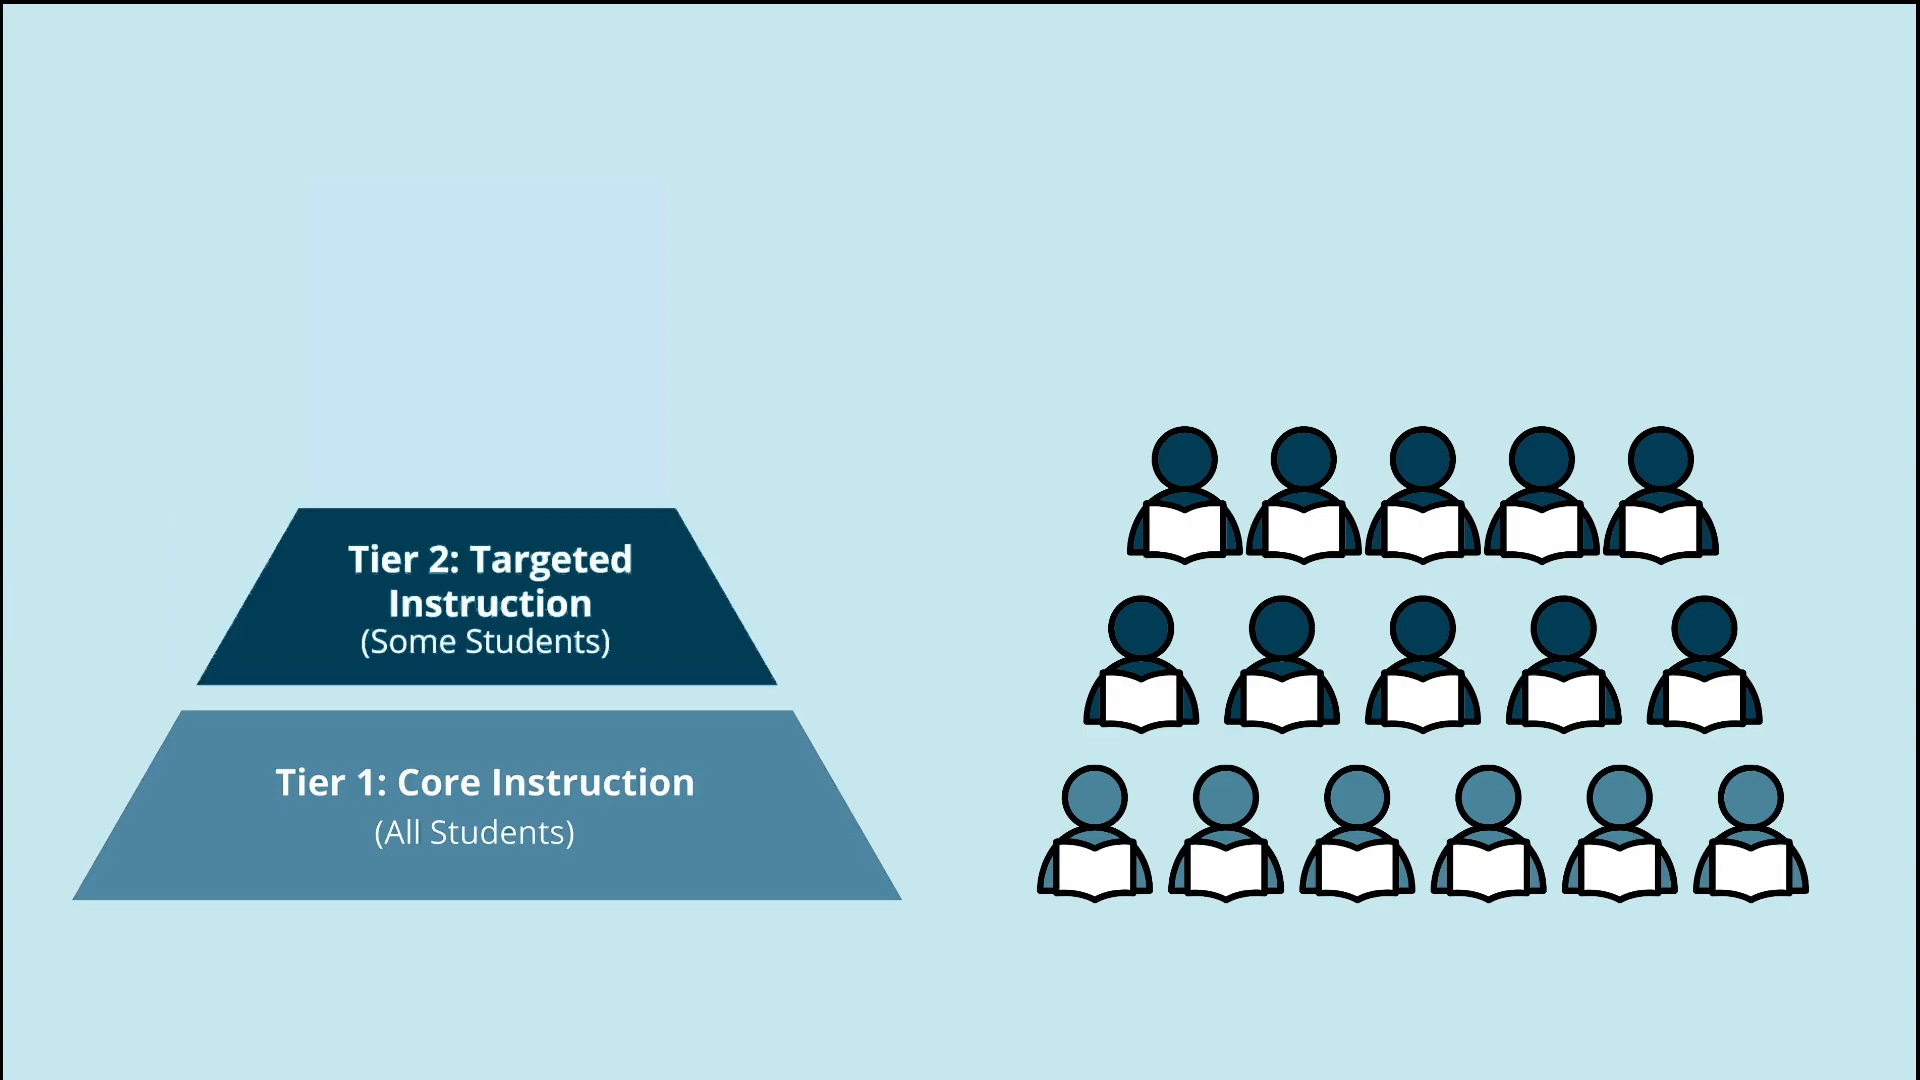 Tier 2: Targeted
Instruction
(Some Students)
Tier 1: Core Instruction
(All Students)